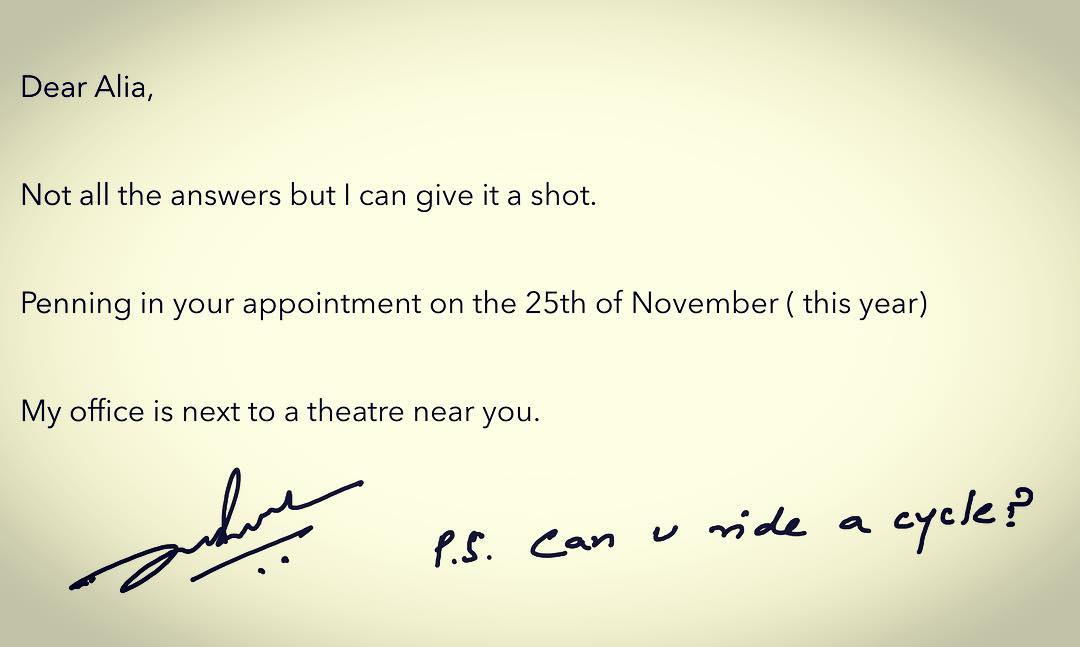 Dear Alia,
Not all the answers but I can give it a shot.
Penning in your appointment on the 25th of November ( this year)
My office is next to a theatre near you.
P.S. Can u ride a cycle?